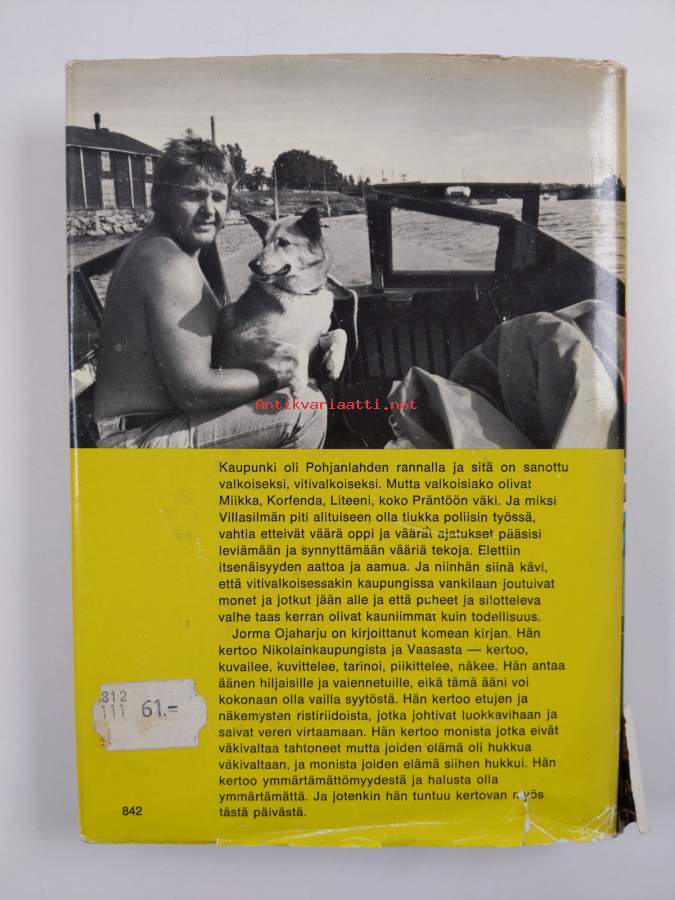 Antikvariaatti.net
Kaupunki oli Pohjanlahden rannalla ja sitä on sanottu
valkoiseksi, vitivalkoiseksi. Mutta valkoisiako olivat
Miikka, Korfenda, Liteeni, koko Präntöön väki. Ja miksi
Villasilmän piti alituiseen olla tiukka poliisin työssä,
vahtia etteivät väärä oppi ja väärät ajatukset pääsisi
leviämään ja synnyttämään vääriä tekoja. Elettiin
itsenäisyyden aattoa ja aamua. Ja niinhän siinä kävi,
että vitivalkoisessakin kaupungissa vankilaan joutuivat
monet ja jotkut jään alle ja että puheet ja silotteleva
valhe taas kerran olivat kauniimmat kuin todellisuus.
Jorma Ojaharju on kirjoittanut komean kirjan. Hän
kertoo Nikolainkaupungista ja Vaasasta — kertoo,
kuvailee, kuvittelee, tarinoi, piikittelee, näkee. Hän antaa
äänen hiljaisille ja vaiennetuille, eikä tämä ääni voi
kokonaan olla vailla syytöstä. Hän kertoo etujen ja
näkemysten ristiriidoista, jotka johtivat luokkavihaan ja
saivat veren virtaamaan. Hän kertoo monista jotka eivät
väkivaltaa tahtoneet mutta joiden elämä oli hukkua
väkivaltaan, ja monista joiden elämä siihen hukkui. Hän
kertoo ymmärtämättömyydestä ja halusta olla
ymmärtämättä. Ja jotenkin hän tuntuu kertovan myös
tästä päivästä.
812
111 61.=
842